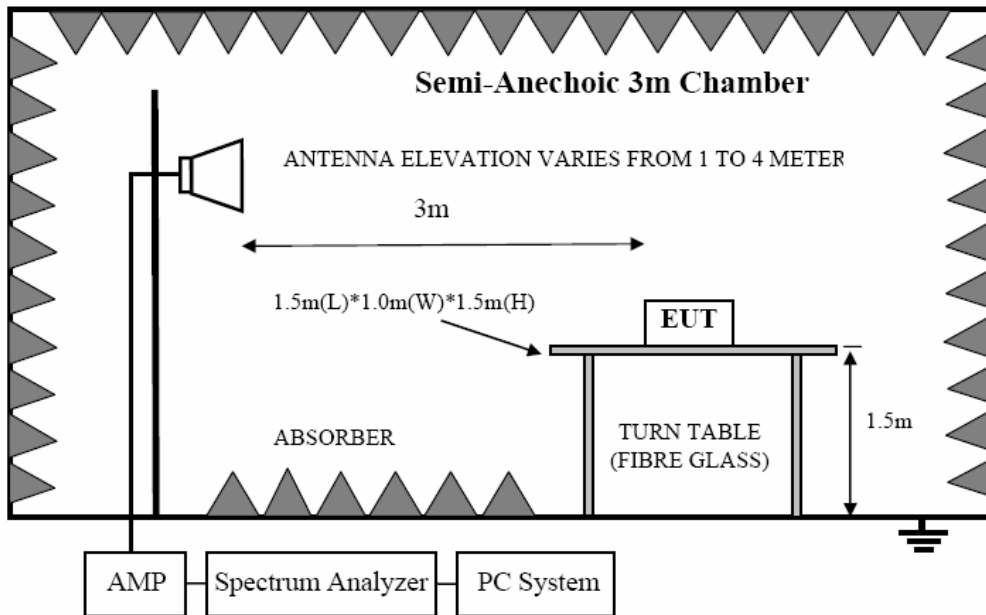 Semi-Anechoic 3m Chamber
ANTENNA ELEVATION VARIES FROM 1 TO 4 METER
3m
1.5m(L)*1.0m(W)*1.5m(H)
EUT
1.5m
ABSORBER
TURN TABLE
(FIBRE GLASS)
AMP
Spectrum Analyzer
PC System